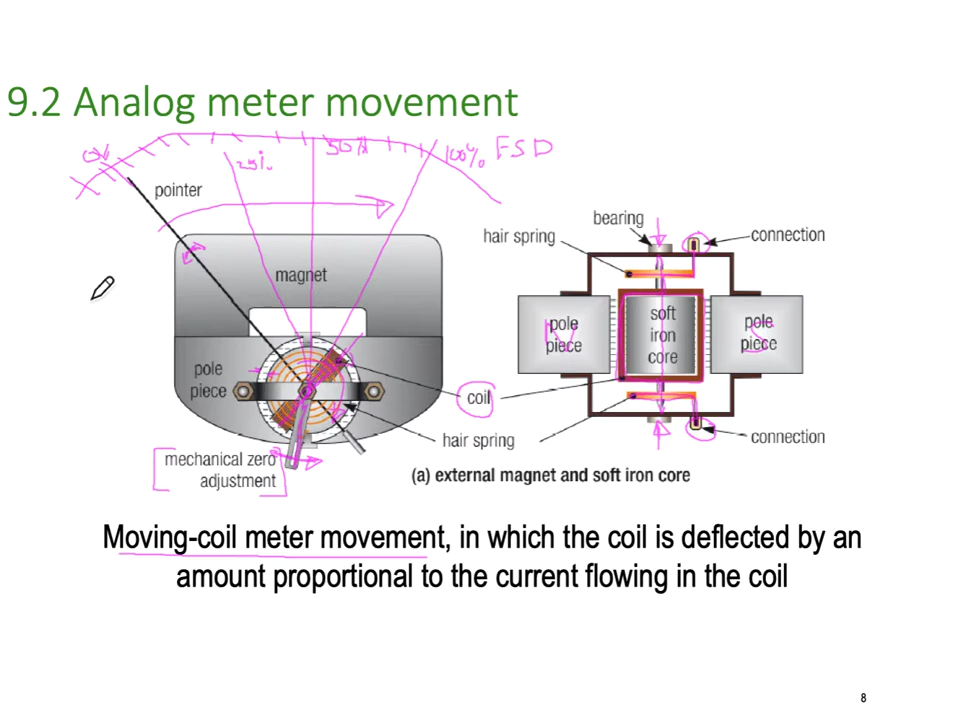 9.2 Analog meter movement
0V
25%
50%
100% FSD
pointer
magnet
pole
piece
coil
hair spring
mechanical zero
adjustment
bearing
hair spring
connection
pole
piece
N
soft
iron
core
pole
piece
S
connection
(a) external magnet and soft iron core
Moving-coil meter movement, in which the coil is deflected by an
amount proportional to the current flowing in the coil
8